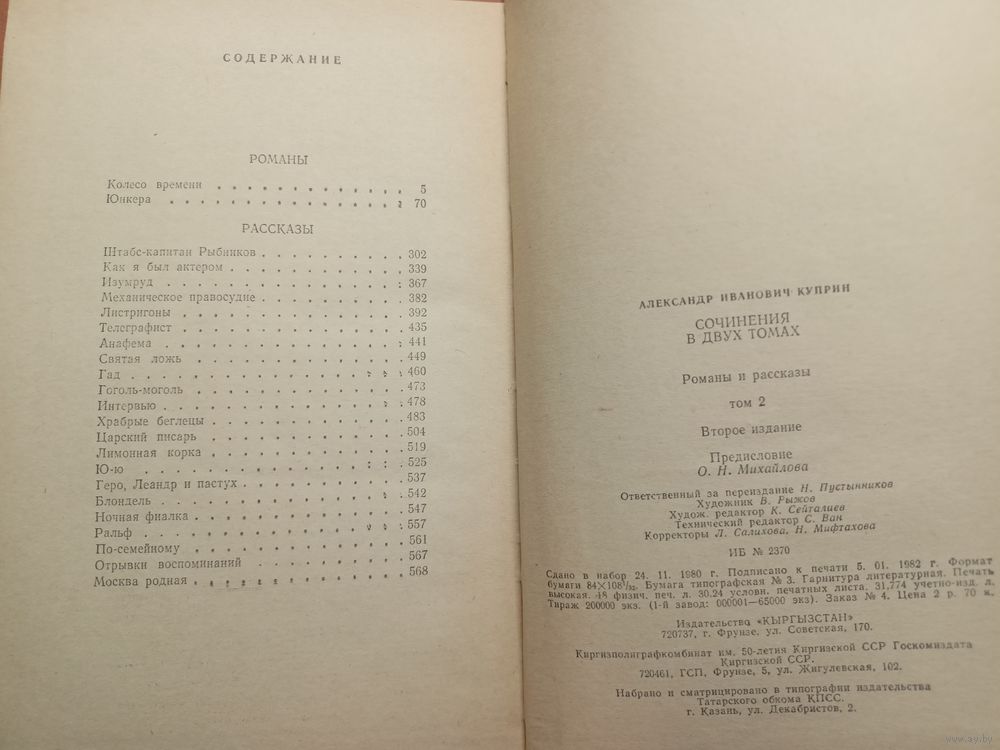 СОДЕРЖАНИЕ
РОМАНЫ
Колесо времени . . . . . . . . . . . . . 5
Юнкера . . . . . . . . . . . . . . . . 70
РАССКАЗЫ
Штабс-капитан Рыбников . . . . . . . . . . 302
Как я был актером . . . . . . . . . . . . 339
Изумруд . . . . . . . . . . . . . . . . 367
Механическое правосудие . . . . . . . . . . 382
Листригоны . . . . . . . . . . . . . . . 392
Телеграфист . . . . . . . . . . . . . . . 435
Анафема . . . . . . . . . . . . . . . . 441
Святая ложь . . . . . . . . . . . . . . 449
Гад . . . . . . . . . . . . . . . . . . 460
Гоголь-моголь . . . . . . . . . . . . . . 473
Интервью . . . . . . . . . . . . . . . . 478
Храбрые беглецы . . . . . . . . . . . . . 483
Царский писарь . . . . . . . . . . . . . 504
Лимонная корка . . . . . . . . . . . . . 519
Ю-ю . . . . . . . . . . . . . . . . . 525
Геро, Леандр и пастух . . . . . . . . . . . 537
Блондель . . . . . . . . . . . . . . . . 542
Ночная фиалка . . . . . . . . . . . . . . 547
Ральф . . . . . . . . . . . . . . . . . 557
По-семейному . . . . . . . . . . . . . . 561
Отрывки воспоминаний . . . . . . . . . . . 567
Москва родная . . . . . . . . . . . . . . 568
АЛЕКСАНДР ИВАНОВИЧ КУПРИН
СОЧИНЕНИЯ
В ДВУХ ТОМАХ
Романы и рассказы
том 2
Второе издание
Предисловие
О. Н. Михайлова
Ответственный за переиздание Н. Пустынников
Художник В. Рыжов
Худож. редактор К. Сейталиев
Технический редактор С. Ван
Корректоры Л. Салихова, Н. Мифтахова
ИБ № 2370
Сдано в набор 24. 11. 1980 г. Подписано к печати 5. 01. 1982 г. Формат
бумаги 84×108¹/₃₂. Бумага типографская № 3. Гарнитура литературная. Печать
высокая. 18 физич. печ. л. 30.24 условн. печатных листа. 31,774 учетно-изд. л.
Тираж 200000 экз. (1-й завод: 000001—65000 экз). Заказ № 4. Цена 2 р. 70 к.
Издательство «КЫРГЫЗСТАН»
720737, г. Фрунзе, ул. Советская, 170.
Киргизполиграфкомбинат им. 50-летия Киргизской ССР Госкомиздата
Киргизской ССР.
720461, ГСП, Фрунзе, 5, ул. Жигулевская, 102.
Набрано и сматрицировано в типографии издательства
Татарского обкома КПСС.
г. Казань, ул. Декабристов, 2.
www.ay.by